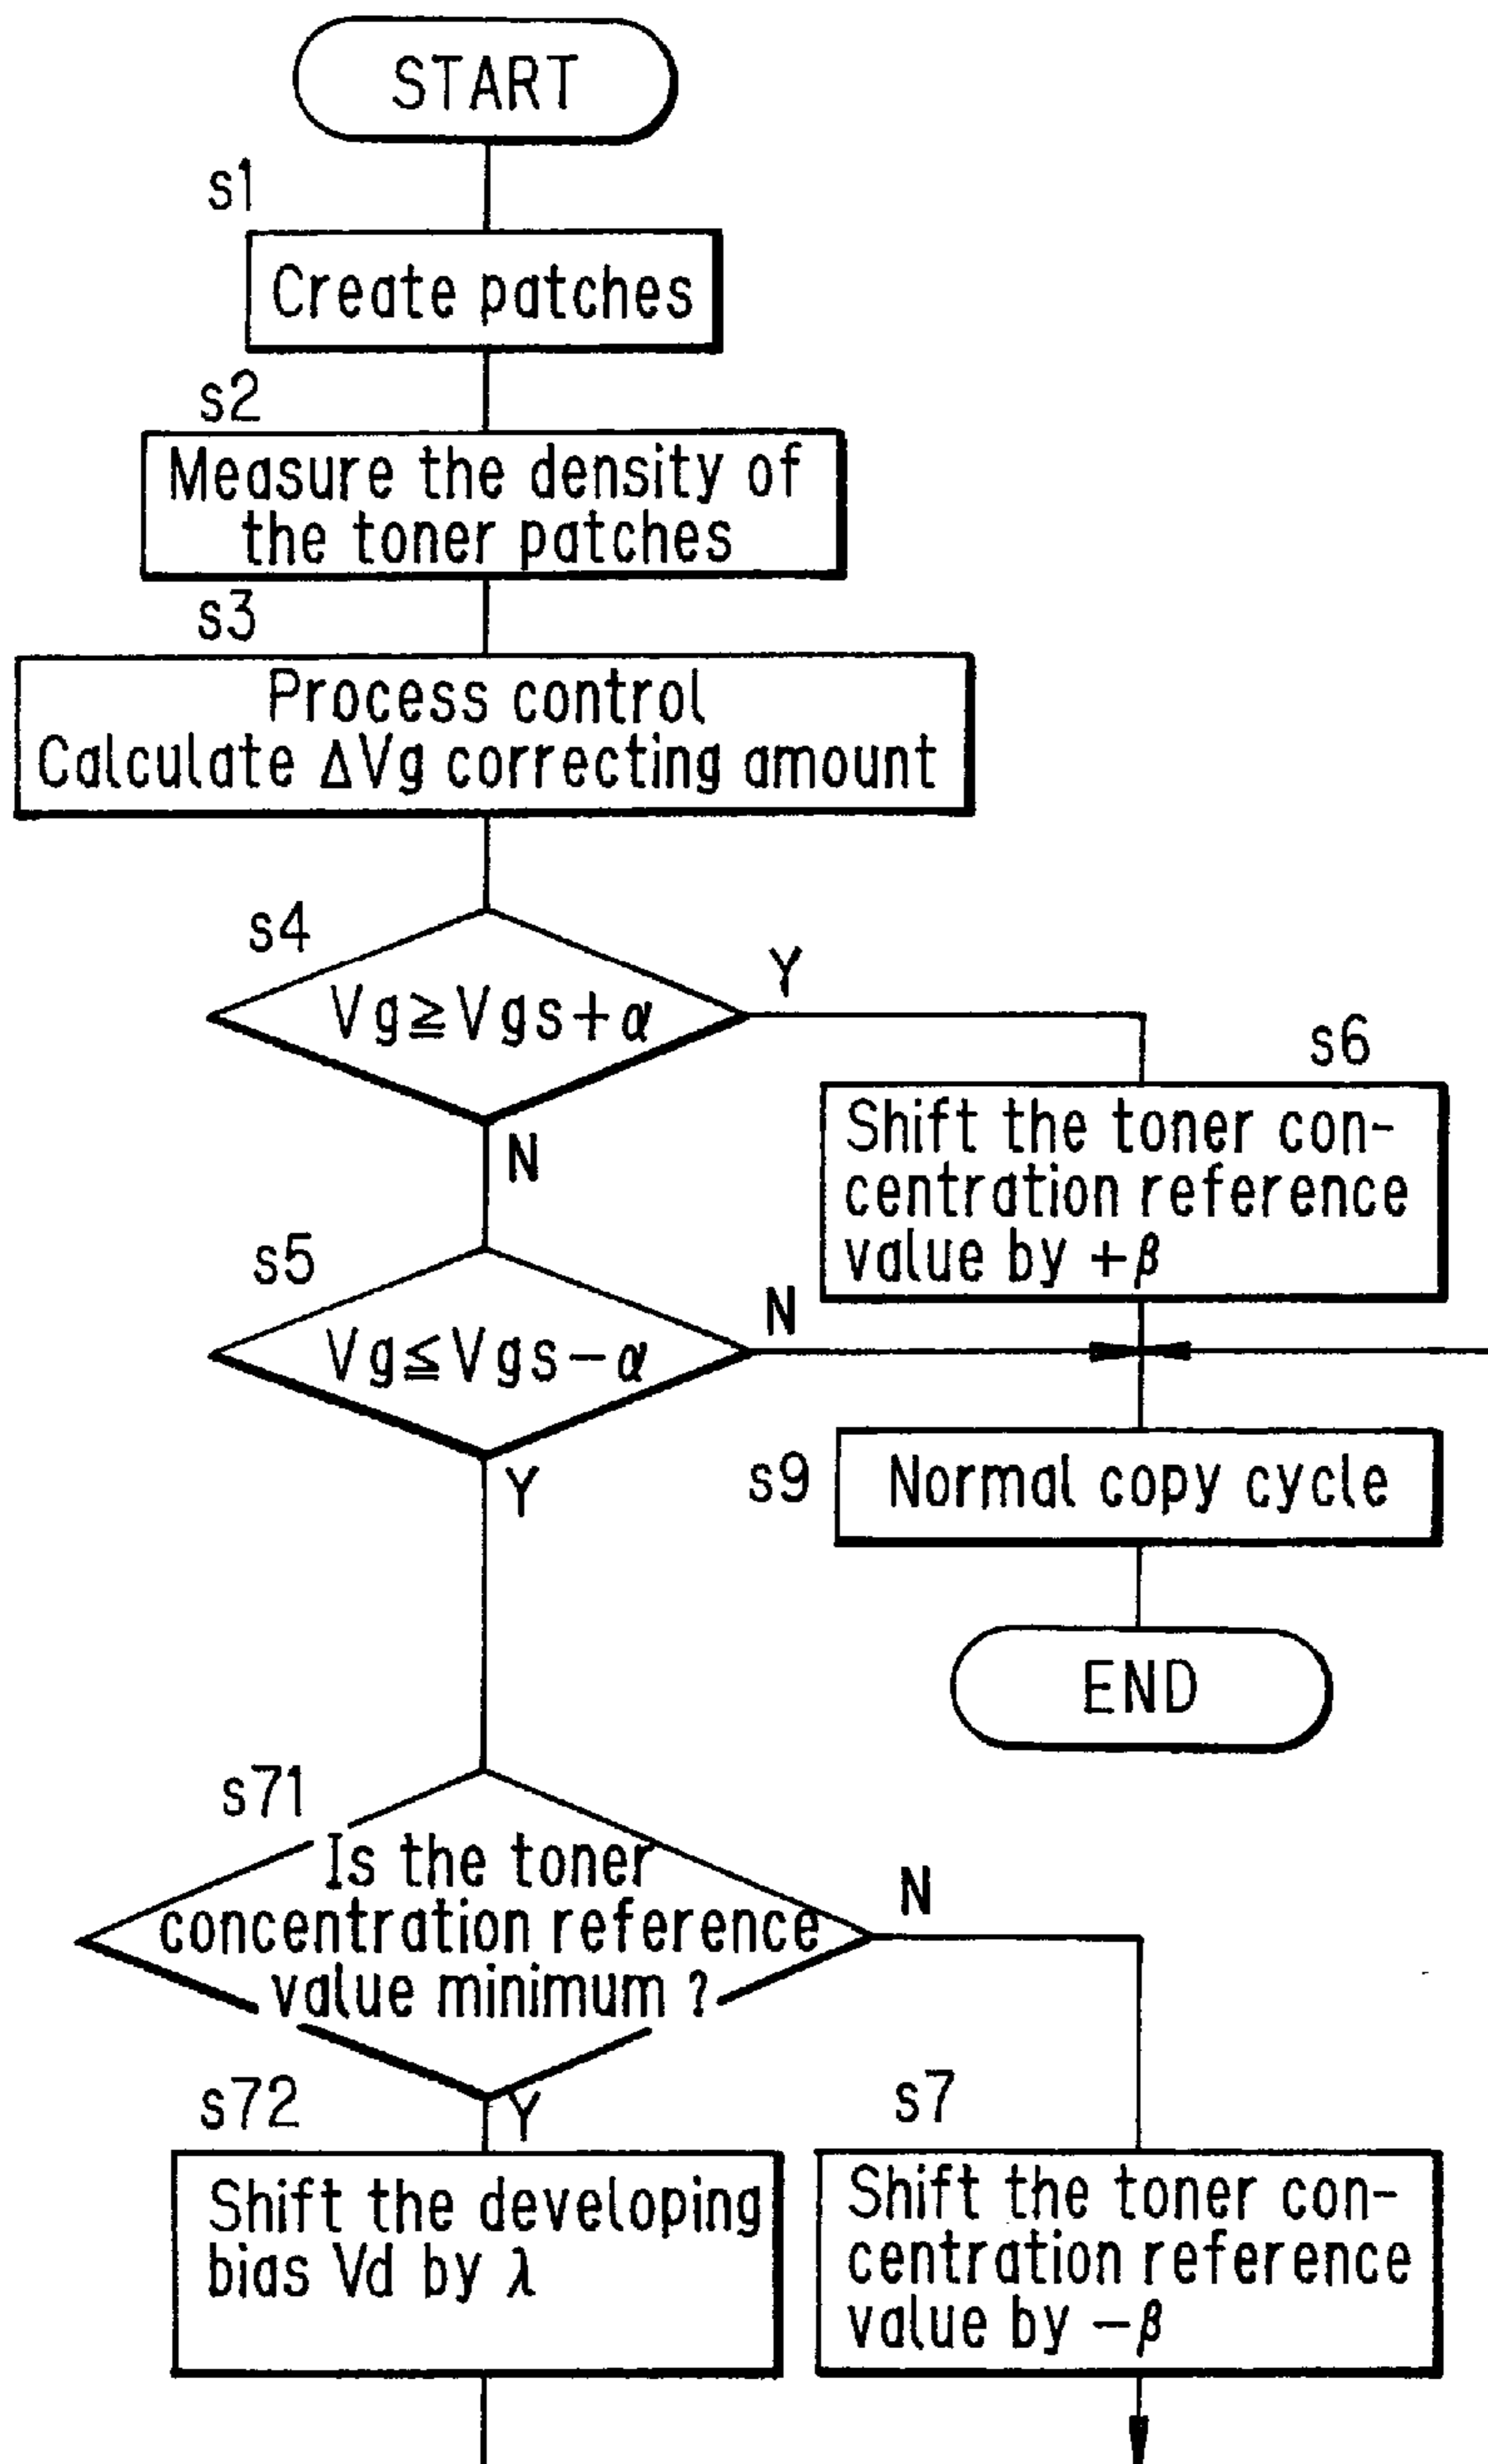 START
s1
Create patches
s2
Measure the density of
the toner patches
s3
Process control
Calculate ΔVg correcting amount
s4
Vg≧Vgs+α
Y
N
s6
Shift the toner con-
centration reference
value by +β
s5
Vg≦Vgs−α
N
Y
s9
Normal copy cycle
END
s71
Is the toner
concentration reference
value minimum ?
N
Y
s72
Shift the developing
bias Vd by λ
s7
Shift the toner con-
centration reference
value by −β